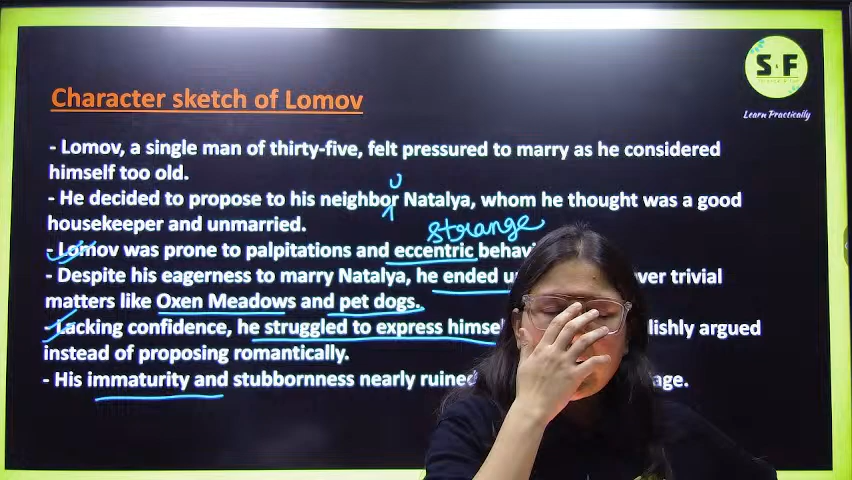 S F
Learn Practically
Character sketch of Lomov
- Lomov, a single man of thirty-five, felt pressured to marry as he considered
himself too old.
u
- He decided to propose to his neighbor Natalya, whom he thought was a good
housekeeper and unmarried.
strange
- Lomov was prone to palpitations and eccentric
- Despite his eagerness to marry Natalya, he ended trivial
matters like Oxen Meadows and pet dogs.
- Lacking confidence, he struggled to express argued
instead of proposing romantically.
- His immaturity and stubbornness nearly